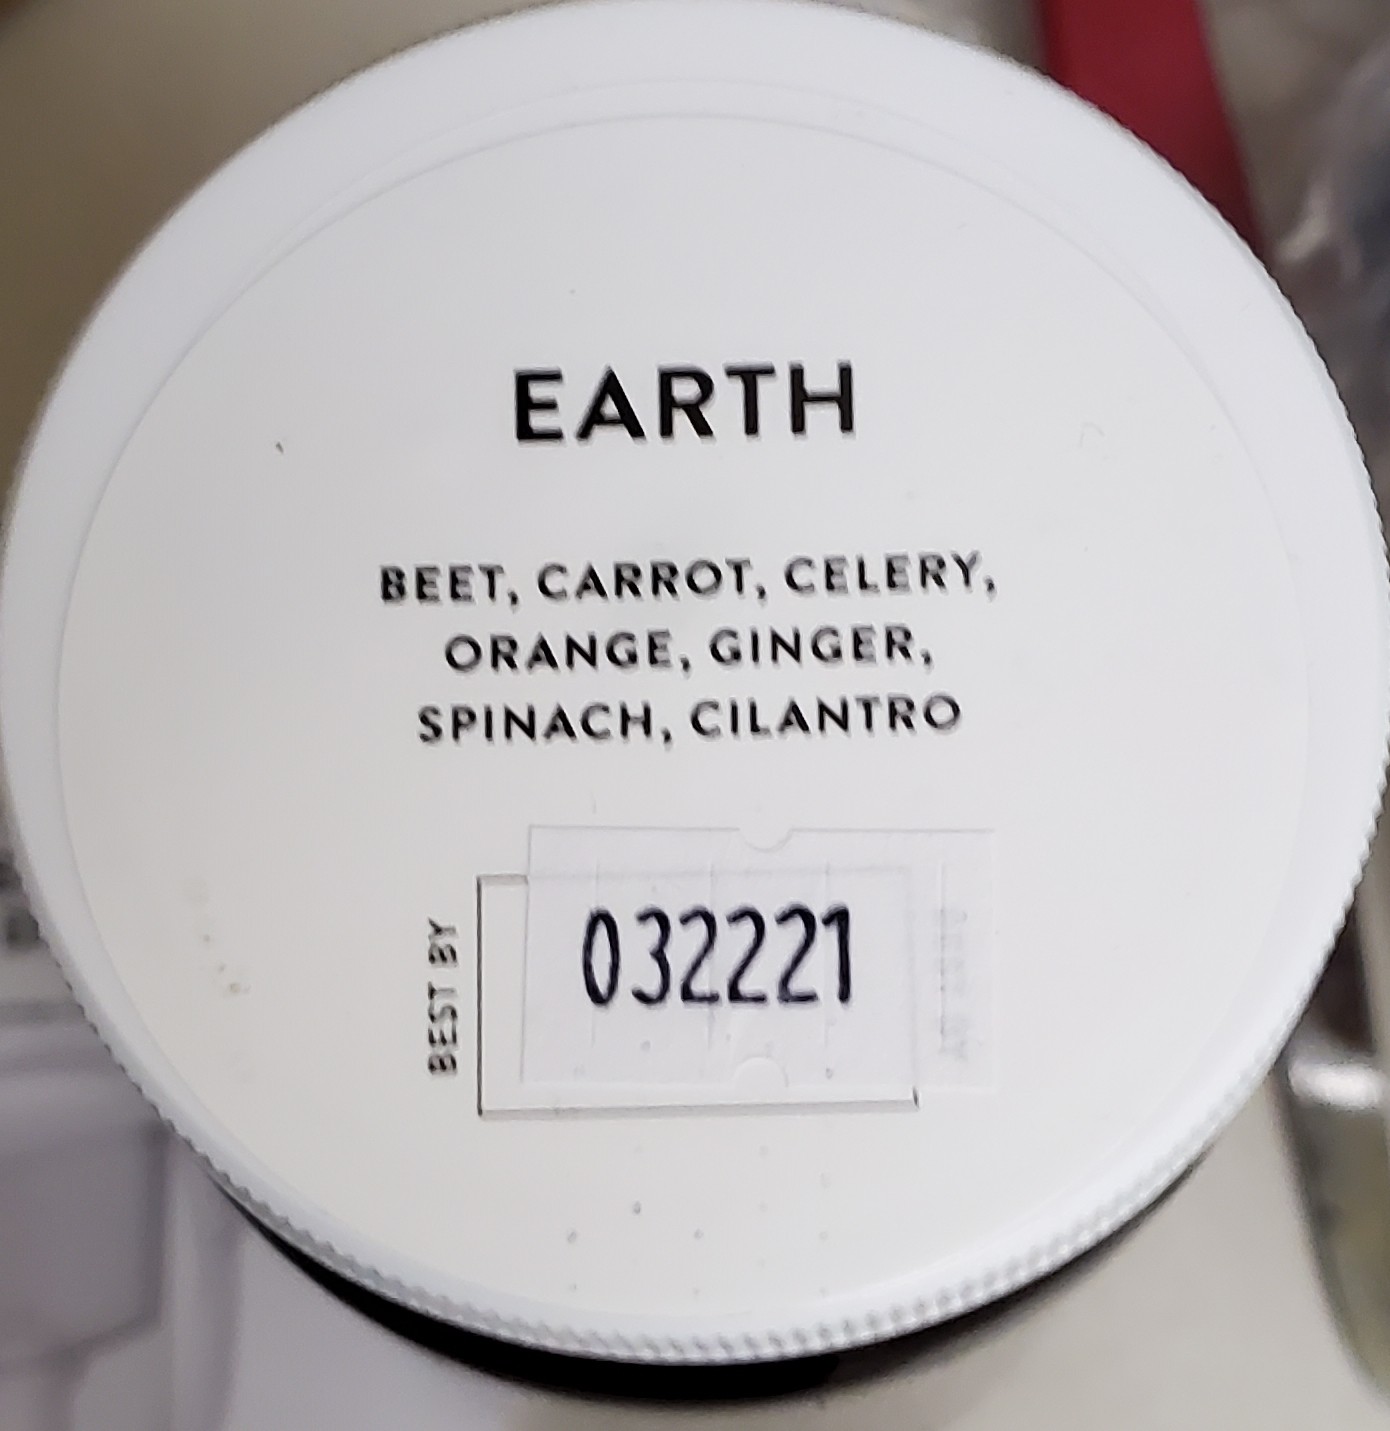 EARTH
BEET, CARROT, CELERY,
ORANGE, GINGER,
SPINACH, CILANTRO
BEST BY
032221